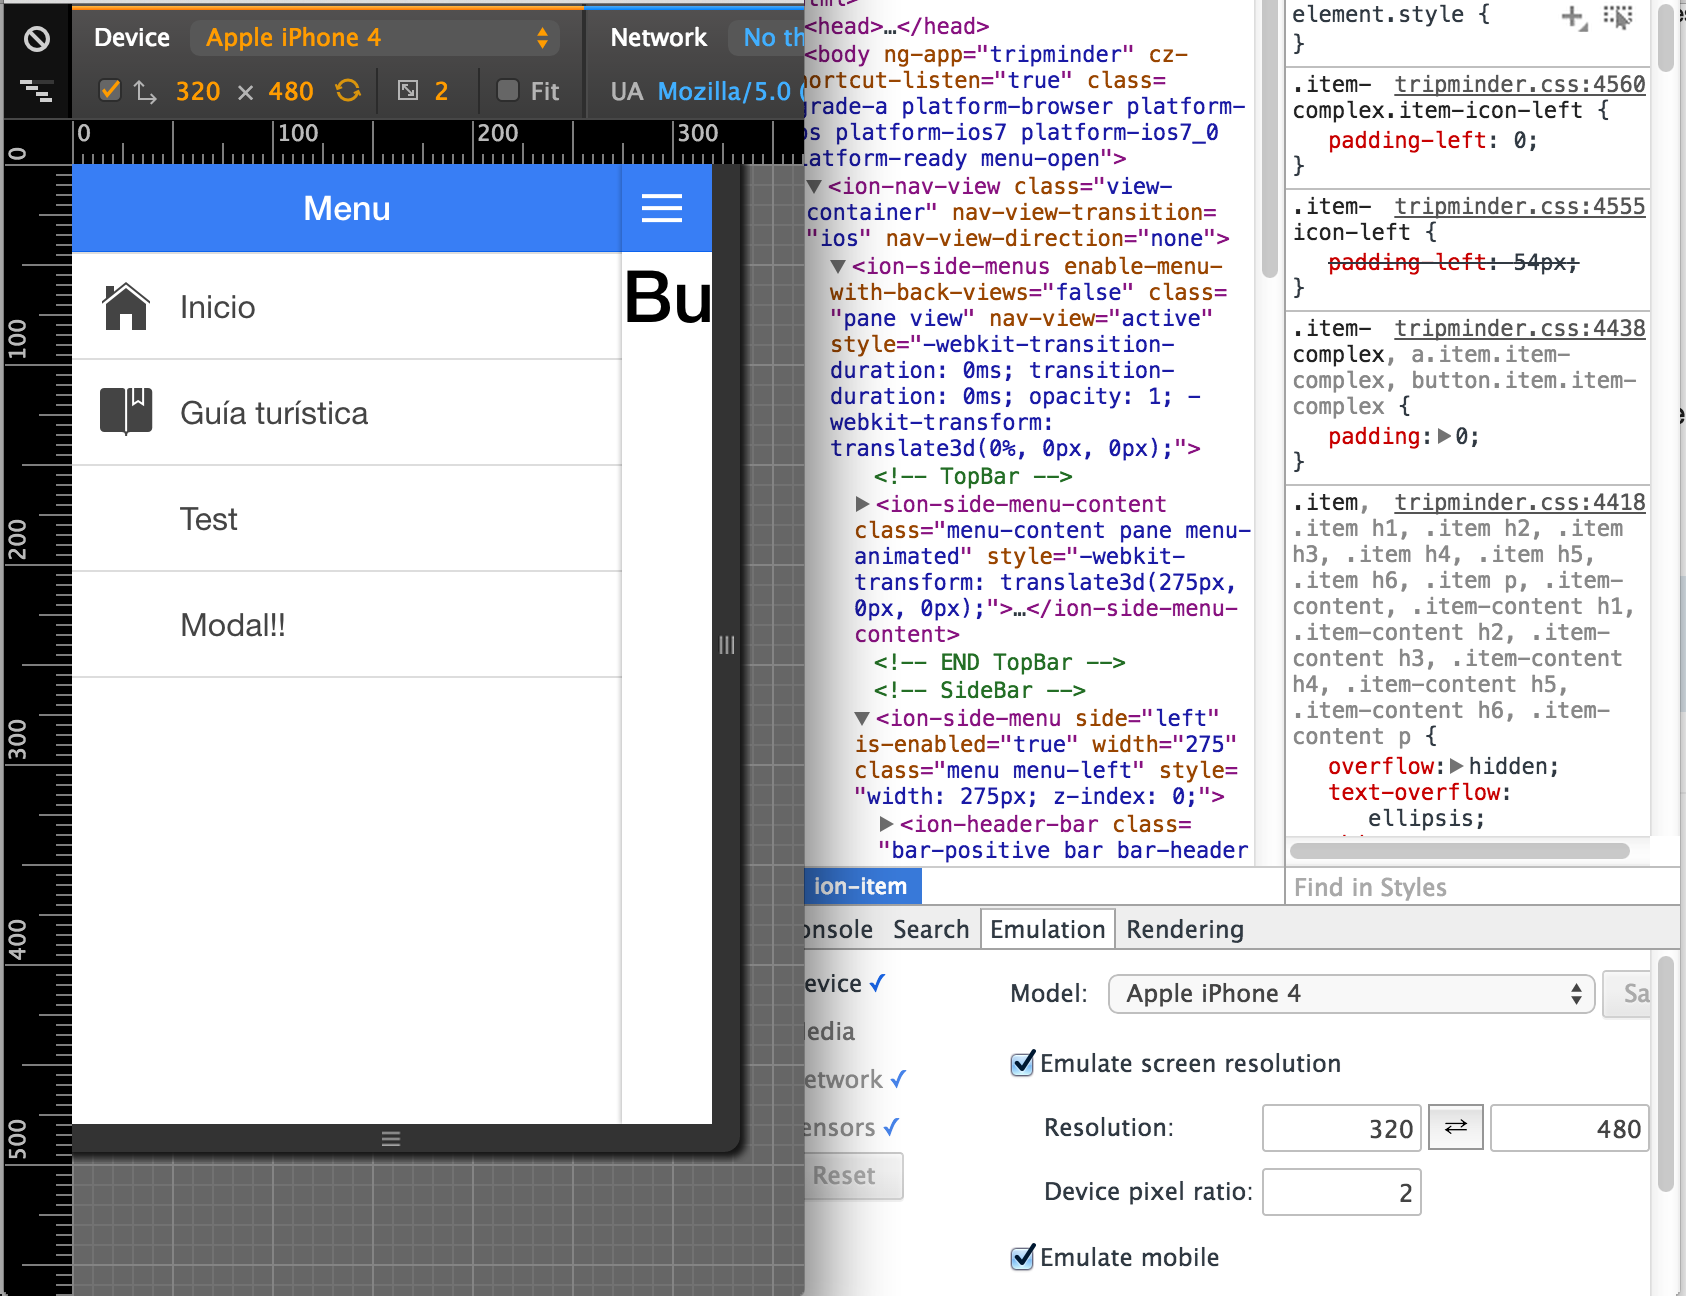 Device Apple iPhone 4 Network No th
320 × 480 2 Fit UA Mozilla/5.0 (
0 100 200 300
0
100
200
300
400
500
Menu
Inicio
Bu
Guía turística
Test
Modal!!
<head>…</head>
<body ng-app="tripminder" cz-
ortcut-listen="true" class=
grade-a platform-browser platform-
os platform-ios7 platform-ios7_0
latform-ready menu-open">
▼<ion-nav-view class="view-
container" nav-view-transition=
"ios" nav-view-direction="none">
▼<ion-side-menus enable-menu-
with-back-views="false" class=
"pane view" nav-view="active"
style="-webkit-transition-
duration: 0ms; transition-
duration: 0ms; opacity: 1; -
webkit-transform:
translate3d(0%, 0px, 0px);">
<!-- TopBar -->
▶<ion-side-menu-content
class="menu-content pane menu-
animated" style="-webkit-
transform: translate3d(275px,
0px, 0px);">…</ion-side-menu-
content>
<!-- END TopBar -->
<!-- SideBar -->
▼<ion-side-menu side="left"
is-enabled="true" width="275"
class="menu menu-left" style=
"width: 275px; z-index: 0;">
▶<ion-header-bar class=
"bar-positive bar bar-header
ion-item
element.style {
}
.item- tripminder.css:4560
complex.item-icon-left {
padding-left: 0;
}
.item- tripminder.css:4555
icon-left {
padding-left: 54px;
}
.item- tripminder.css:4438
complex, a.item.item-
complex, button.item.item-
complex {
padding:▶0;
}
.item, tripminder.css:4418
.item h1, .item h2, .item
h3, .item h4, .item h5,
.item h6, .item p, .item-
content, .item-content h1,
.item-content h2, .item-
content h3, .item-content
h4, .item-content h5,
.item-content h6, .item-
content p {
overflow:▶hidden;
text-overflow:
ellipsis;
Find in Styles
onsole Search Emulation Rendering
evice ✓
edia
etwork ✓
ensors ✓
Reset
Model: Apple iPhone 4 Sa
Emulate screen resolution
Resolution: 320 ⇄ 480
Device pixel ratio: 2
Emulate mobile